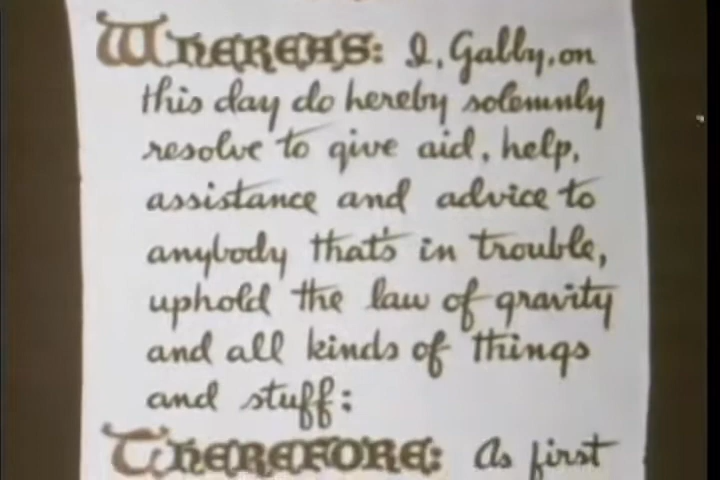 WHEREAS: I, Gabby, on
this day do hereby solemnly
resolve to give aid, help,
assistance and advice to
anybody that's in trouble,
uphold the law of gravity
and all kinds of things
and stuff:
THEREFORE: As first